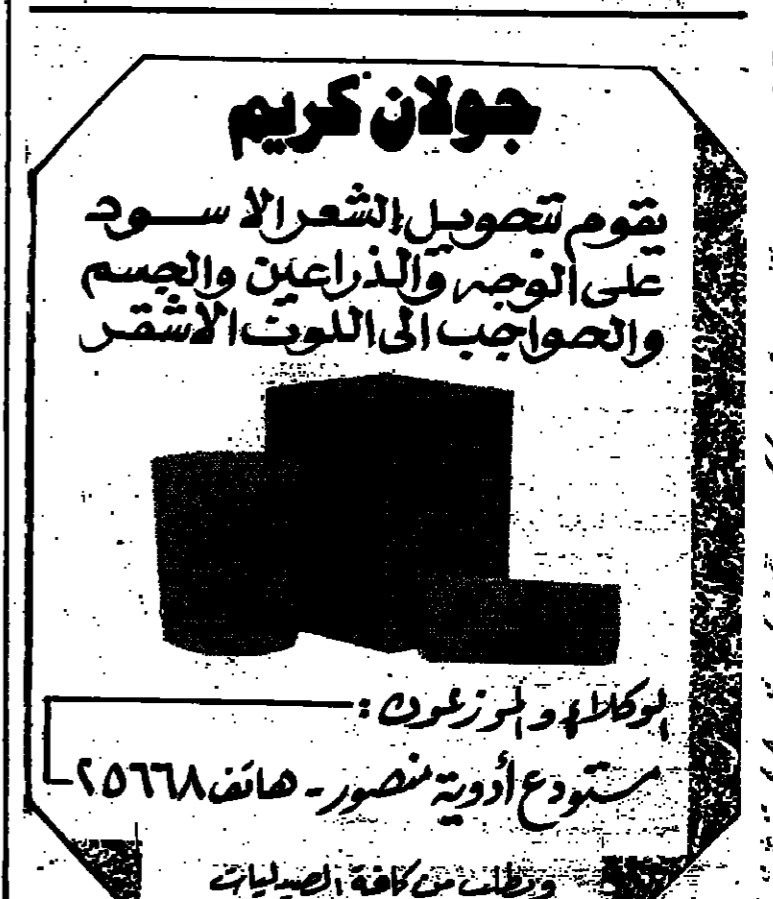 جولان كريم
يقوم بتحويل الشعر الاسود
على الوجه والذراعين والجسم
والحواجب الى اللون الأشقر
الوكلاء والموزعون :
مستودع أدوية منصور - هاتف ٢٥٦٦٨
ويطلب من كافة الصيدليات